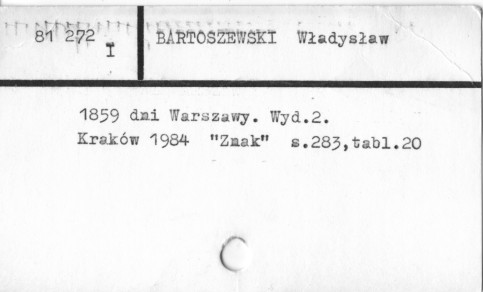 81 272 I
BARTOSZEWSKI Władysław
1859 dni Warszawy. Wyd.2.
Kraków 1984 "Znak" s.283,tabl.20